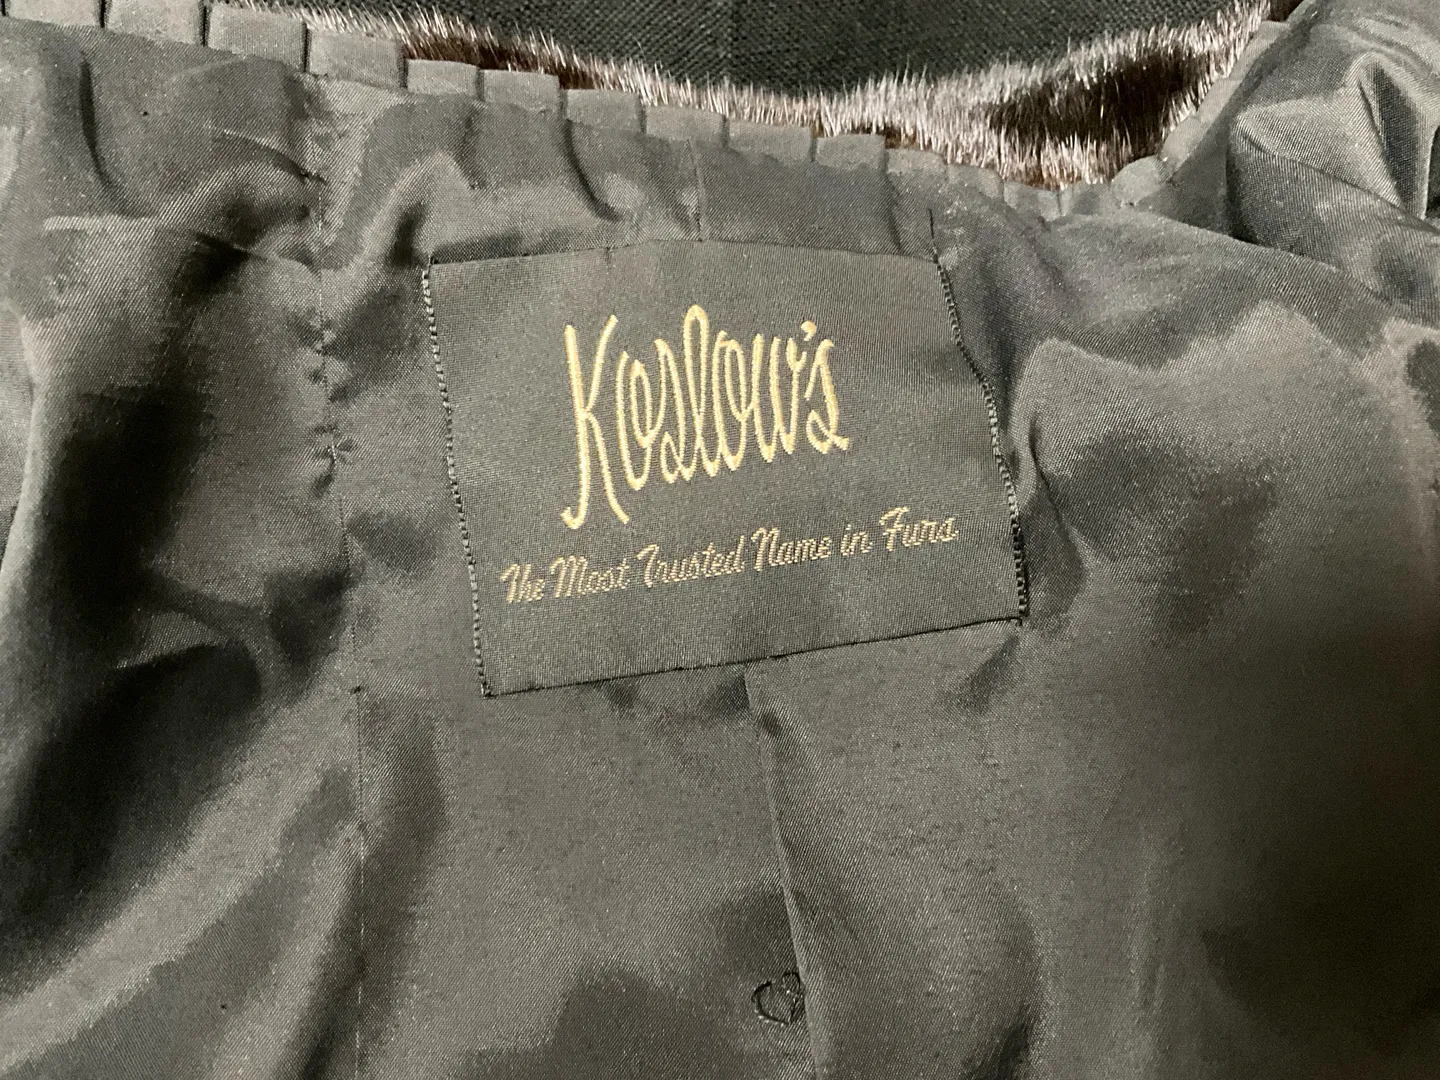 Koslow's
The Most Trusted Name in Furs